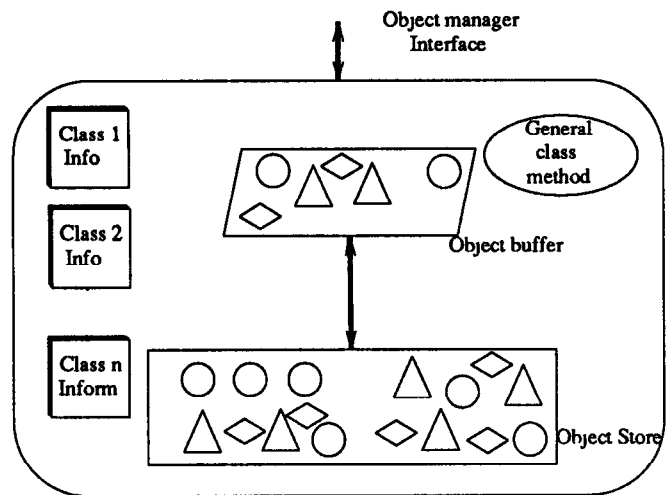 Object manager
Interface
Class 1
Info
General
class
method
Class 2
Info
Object buffer
Class n
Inform
Object Store